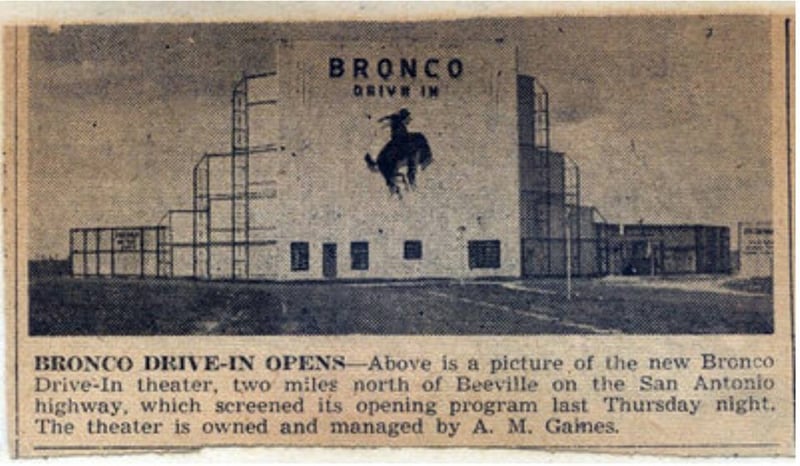 BRONCO
DRIVE IN
BRONCO DRIVE-IN OPENS—Above is a picture of the new Bronco
Drive-In theater, two miles north of Beeville on the San Antonio
highway, which screened its opening program last Thursday night.
The theater is owned and managed by A. M. Gaines.